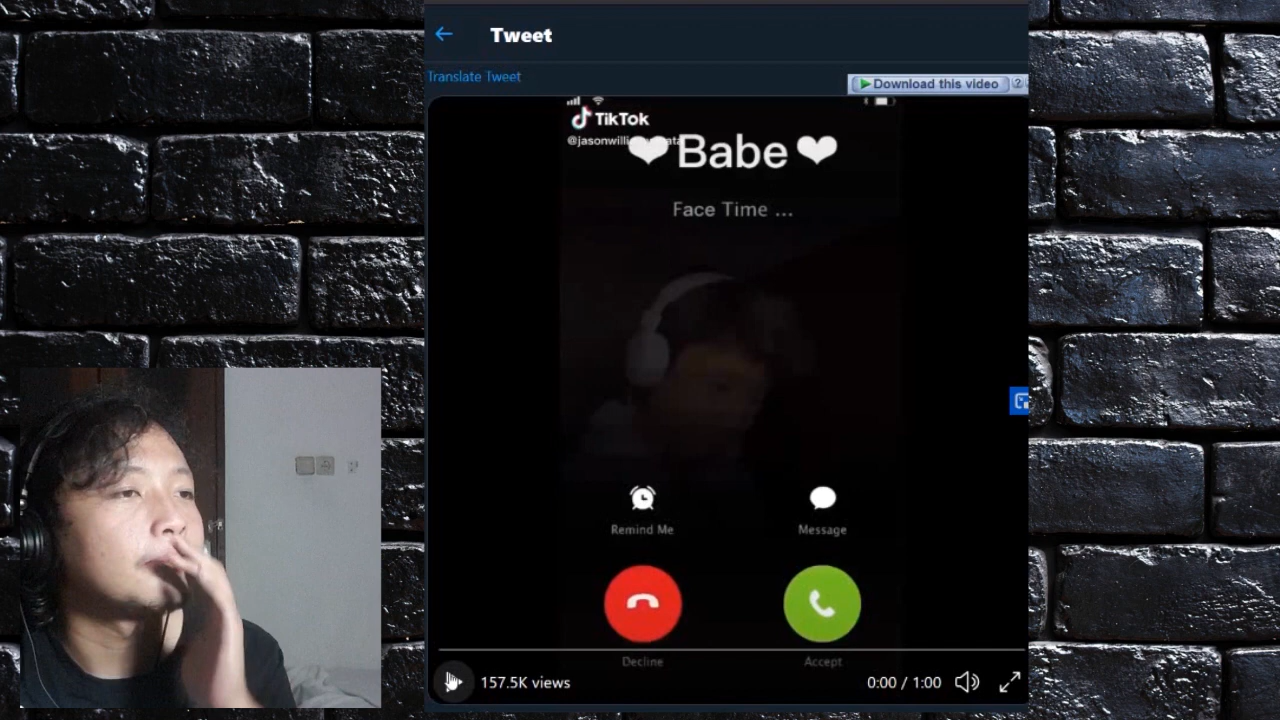 Tweet
Translate Tweet
Download this video
?
TikTok
Babe
Face Time ...
Remind Me
Message
Decline
Accept
157.5K views
0:00 / 1:00